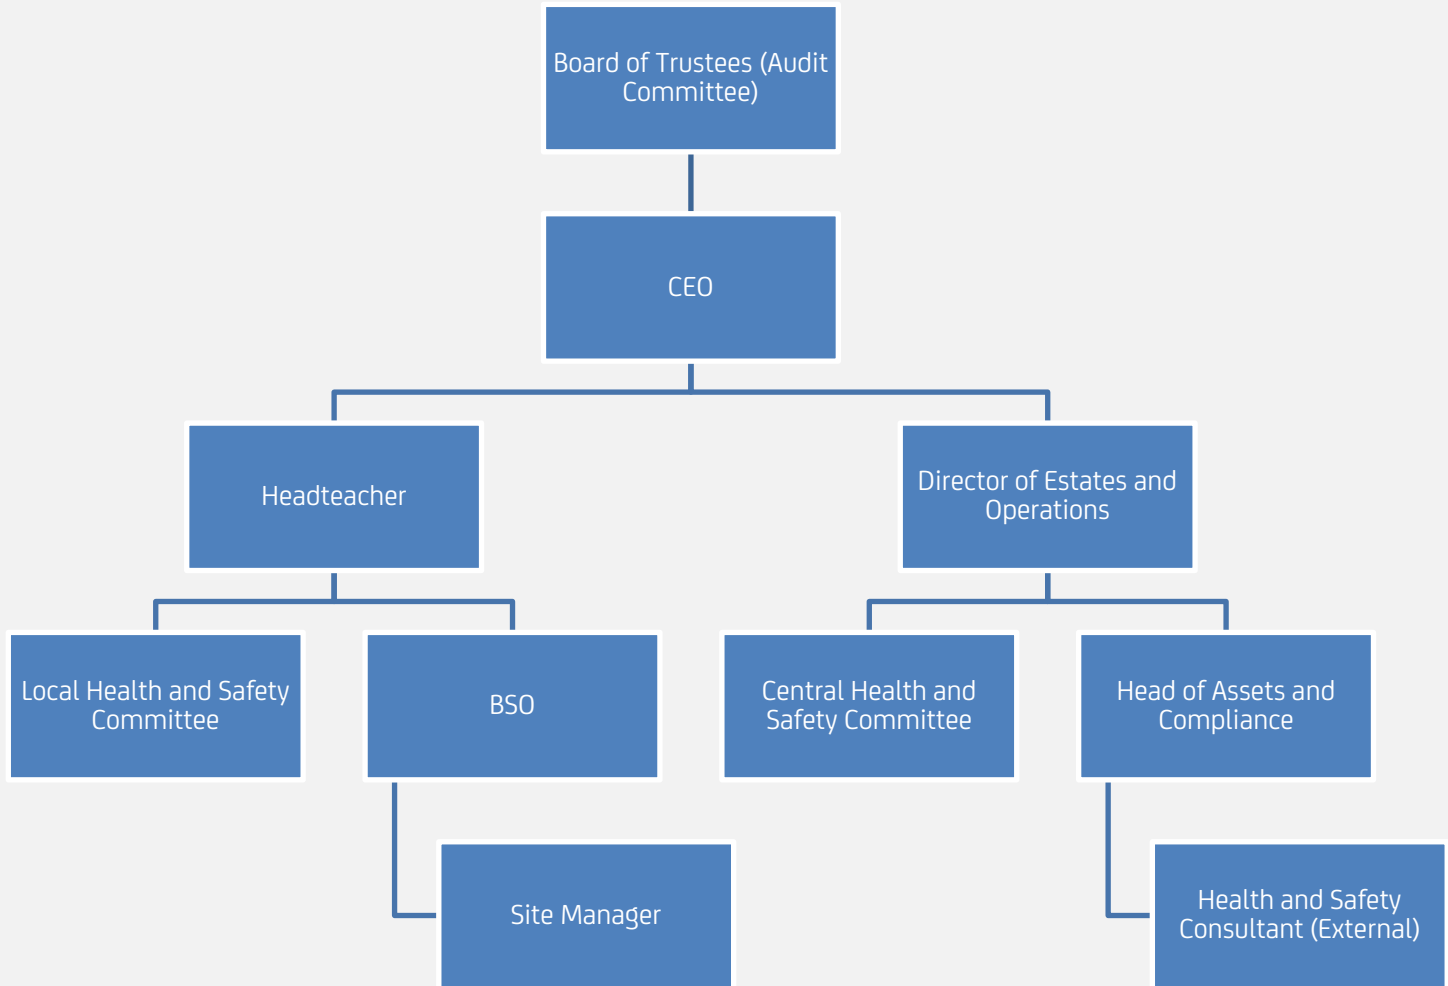 Board of Trustees (Audit
Committee)
CEO
Headteacher
Director of Estates and
Operations
Local Health and Safety
Committee
BSO
Central Health and
Safety Committee
Head of Assets and
Compliance
Site Manager
Health and Safety
Consultant (External)